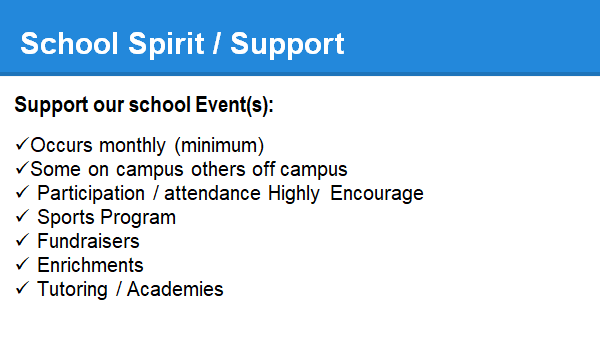 School Spirit / Support
Support our school Event(s):
✓Occurs monthly (minimum)
✓Some on campus others off campus
✓ Participation / attendance Highly Encourage
✓ Sports Program
✓ Fundraisers
✓ Enrichments
✓ Tutoring / Academies